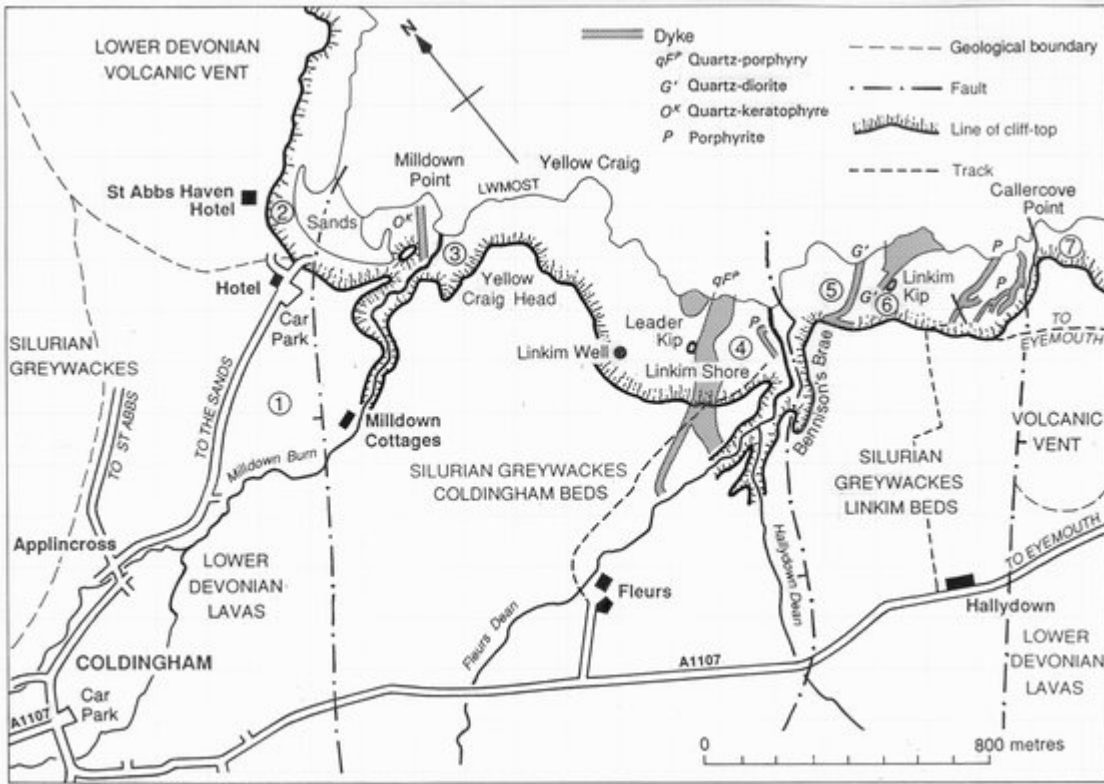 LOWER DEVONIAN
VOLCANIC VENT
N
Dyke
qFᴾ Quartz-porphyry
G' Quartz-diorite
Oᴷ Quartz-keratophyre
P Porphyrite
Geological boundary
Fault
Line of cliff-top
Track
St Abbs Haven
Hotel
2
Sands
Milldown
Point
Oᴷ
3
LWMOST
Yellow Craig
Yellow
Craig Head
Hotel
Car
Park
SILURIAN
GREYWACKES
TO ST ABBS
TO THE SANDS
1
Milldown
Cottages
Milldown Burn
Linkim Well
Leader
Kip
qFᴾ
P
4
Linkim Shore
Bennison's Brae
5
G'
G'
6
Linkim
Kip
P
P
Callercove
Point
7
TO
EYEMOUTH
VOLCANIC
VENT
SILURIAN GREYWACKES
COLDINGHAM BEDS
SILURIAN
GREYWACKES
LINKIM BEDS
Applincross
LOWER
DEVONIAN
LAVAS
COLDINGHAM
Car
Park
A1107
Fleurs Dean
Fleurs
Hallydown Dean
A1107
Hallydown
TO EYEMOUTH
LOWER
DEVONIAN
LAVAS
0 800 metres